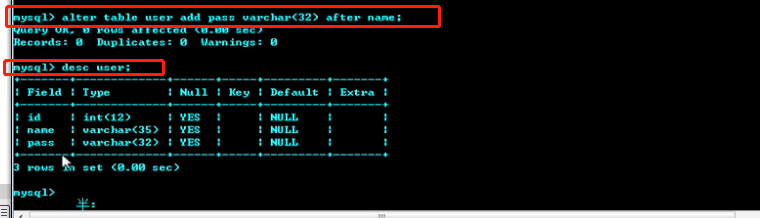 mysql> alter table user add pass varchar(32) after name;
Query OK, 0 rows affected (0.00 sec)
Records: 0  Duplicates: 0  Warnings: 0
mysql> desc user;
+-------+-------------+------+-----+---------+-------+
| Field | Type        | Null | Key | Default | Extra |
+-------+-------------+------+-----+---------+-------+
| id    | int(12)     | YES  |     | NULL    |       |
| name  | varchar(35) | YES  |     | NULL    |       |
| pass  | varchar(32) | YES  |     | NULL    |       |
+-------+-------------+------+-----+---------+-------+
3 rows in set (0.00 sec)
mysql>
半: